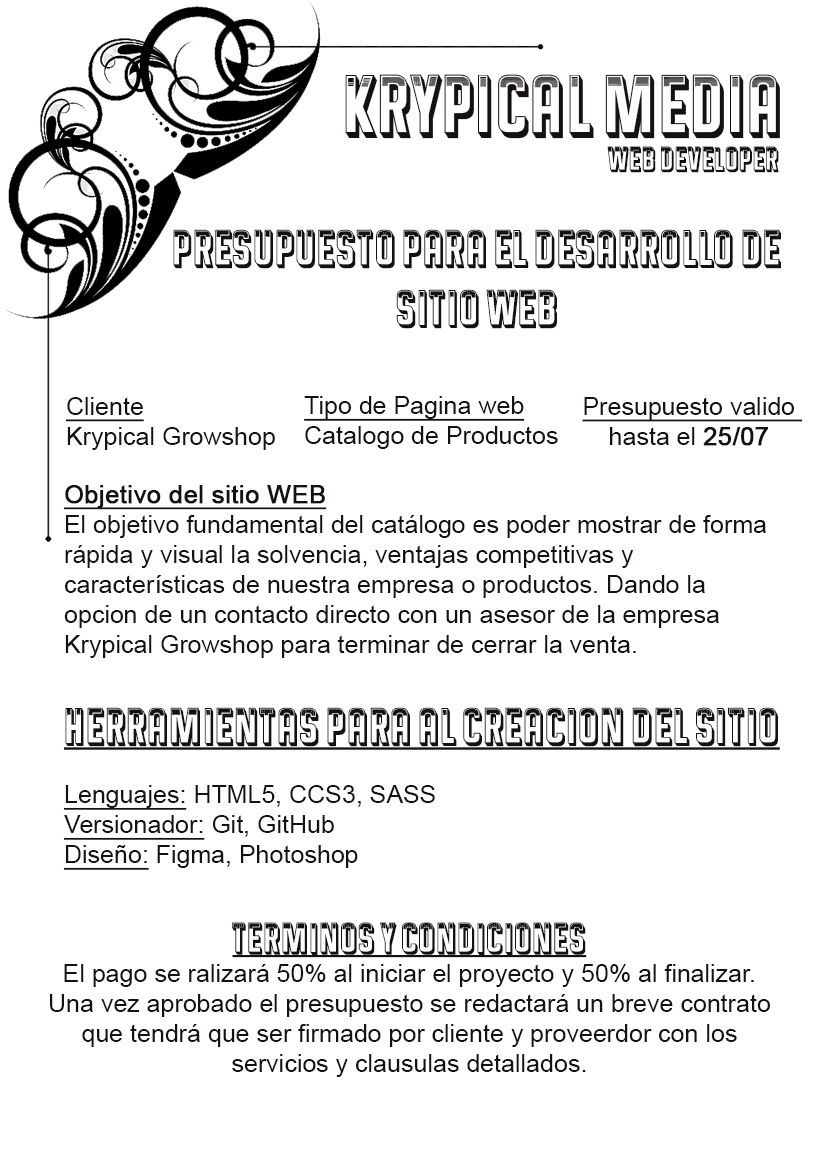 KRYPICAL MEDIA
WEB DEVELOPER
PRESUPUESTO PARA EL DESARROLLO DE
SITIO WEB
Cliente
Krypical Growshop
Tipo de Pagina web
Catalogo de Productos
Presupuesto valido
hasta el 25/07
Objetivo del sitio WEB
El objetivo fundamental del catálogo es poder mostrar de forma
rápida y visual la solvencia, ventajas competitivas y
características de nuestra empresa o productos. Dando la
opcion de un contacto directo con un asesor de la empresa
Krypical Growshop para terminar de cerrar la venta.
HERRAMIENTAS PARA AL CREACION DEL SITIO
Lenguajes: HTML5, CCS3, SASS
Versionador: Git, GitHub
Diseño: Figma, Photoshop
TERMINOS Y CONDICIONES
El pago se ralizará 50% al iniciar el proyecto y 50% al finalizar.
Una vez aprobado el presupuesto se redactará un breve contrato
que tendrá que ser firmado por cliente y proveerdor con los
servicios y clausulas detallados.